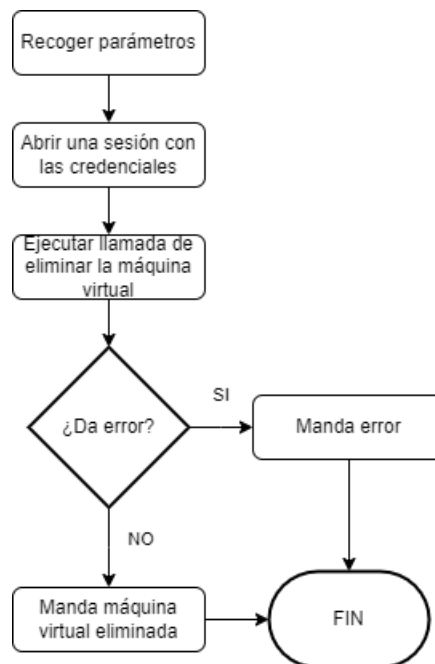 Recoger parámetros
Abrir una sesión con
las credenciales
Ejecutar llamada de
eliminar la máquina
virtual
¿Da error?
SI
Manda error
NO
Manda máquina
virtual eliminada
FIN